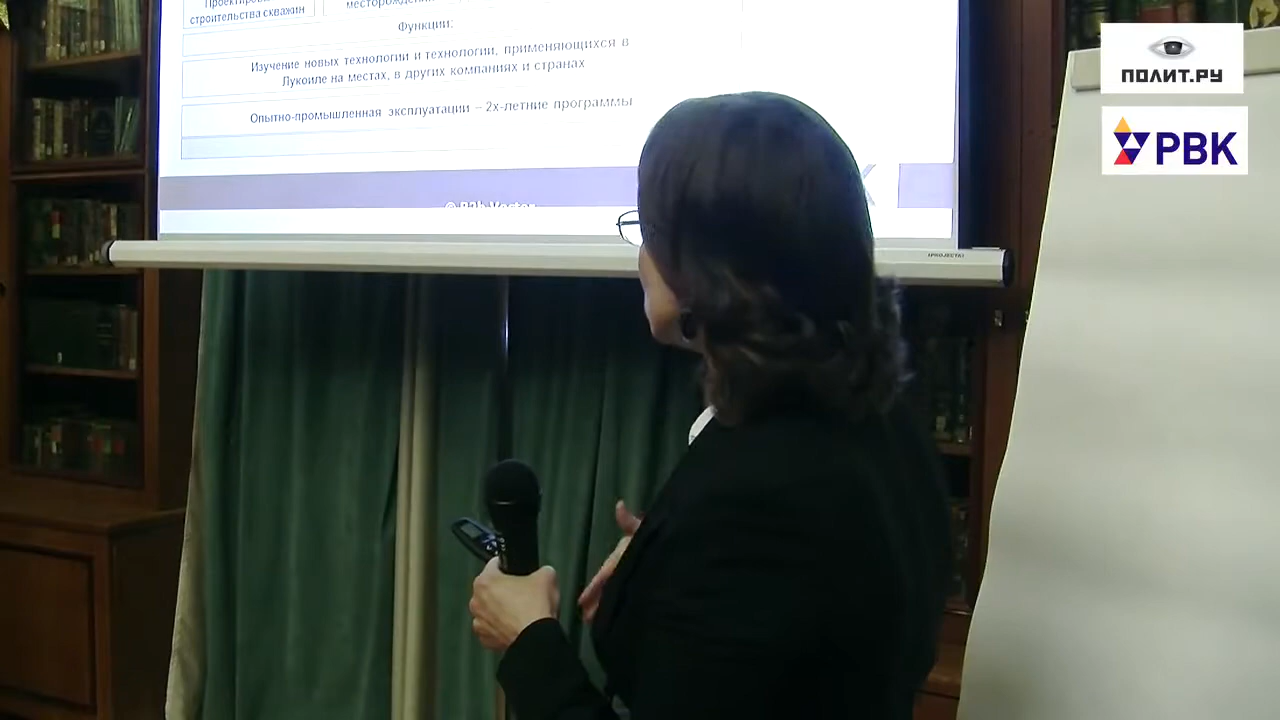 строительства скважин
Функции:
Изучение новых технологии и технологии, применяющихся в
Лукоиле на местах, в других компаниях и странах
Опытно-промышленная эксплуатации – 2х-летние программы
ПОЛИТ.РУ
РВК